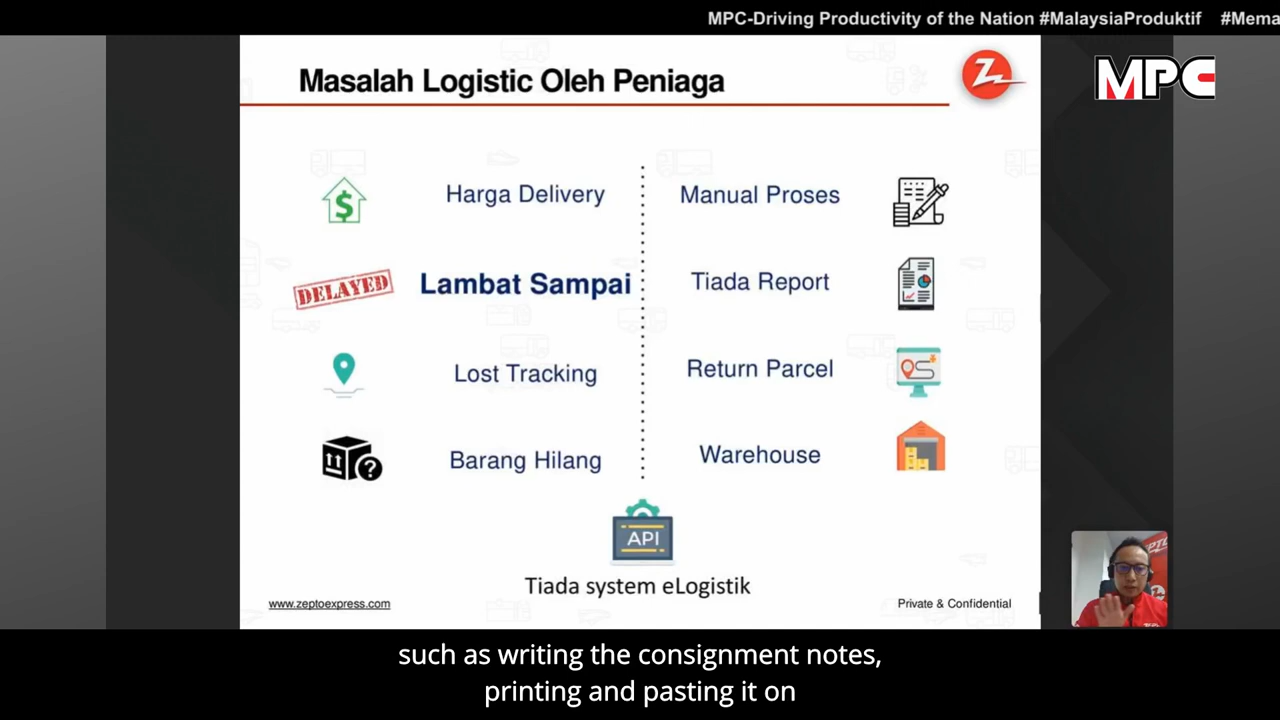 MPC-Driving Productivity of the Nation #MalaysiaProduktif #Mema
MPC
Masalah Logistic Oleh Peniaga
Harga Delivery
Manual Proses
DELAYED
Lambat Sampai
Tiada Report
Lost Tracking
Return Parcel
Barang Hilang
Warehouse
API
Tiada system eLogistik
www.zeptoexpress.com
Private & Confidential
such as writing the consignment notes,
printing and pasting it on